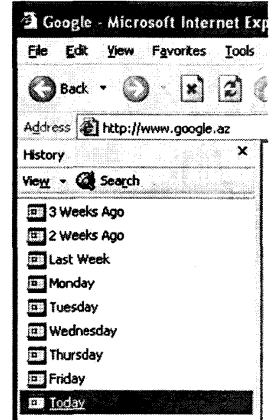 Google - Microsoft Internet Exp
File Edit View Favorites Tools
Back
Address http://www.google.az
History x
View Search
3 Weeks Ago
2 Weeks Ago
Last Week
Monday
Tuesday
Wednesday
Thursday
Friday
Today